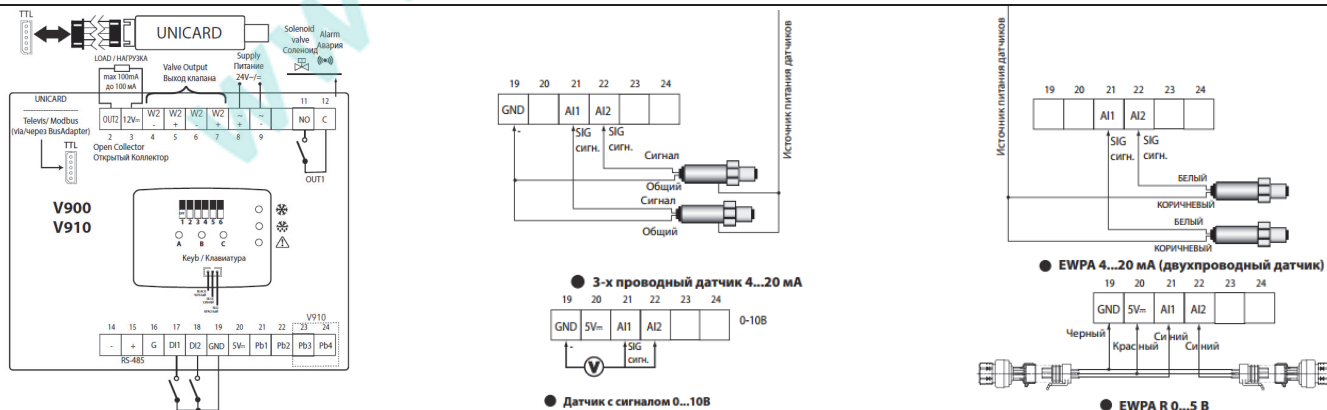 TTL
UNICARD
LOAD / НАГРУЗКА
max 100mA
до 100 мА
Valve Output
Выход клапана
Supply
Питание
24V~/=
Solenoid
valve
Соленоид
Alarm
Авария
UNICARD
Televis/ Modbus
(via/через BusAdapter)
TTL
11 12
OUT2 12V= W2 - W2 + W2 - W2 + ~ + ~ - NO C
2 3 4 5 6 7 8 9
Open Collector
Открытый Коллектор
OUT1
V900
V910
1 2 3 4 5 6
A B C
Keyb / Клавиатура
V910
14 15 16 17 18 19 20 21 22 23 24
- + G DI1 DI2 GND 5V= Pb1 Pb2 Pb3 Pb4
RS-485
19 20 21 22 23 24
GND AI1 AI2
- SIG SIG
сигн. сигн.
Сигнал
Общий
Сигнал
Общий
Источник питания датчиков
● 3-х проводный датчик 4...20 мА
19 20 21 22 23 24
GND 5V= AI1 AI2 0-10В
- SIG
сигн.
V
● Датчик с сигналом 0...10В
Источник питания датчиков
19 20 21 22 23 24
AI1 AI2
SIG SIG
сигн. сигн.
БЕЛЫЙ
КОРИЧНЕВЫЙ
БЕЛЫЙ
КОРИЧНЕВЫЙ
● EWPA 4...20 мА (двухпроводный датчик)
19 20 21 22 23 24
GND 5V= AI1 AI2
Черный Красный Синий Синий
● EWPA R 0...5 В